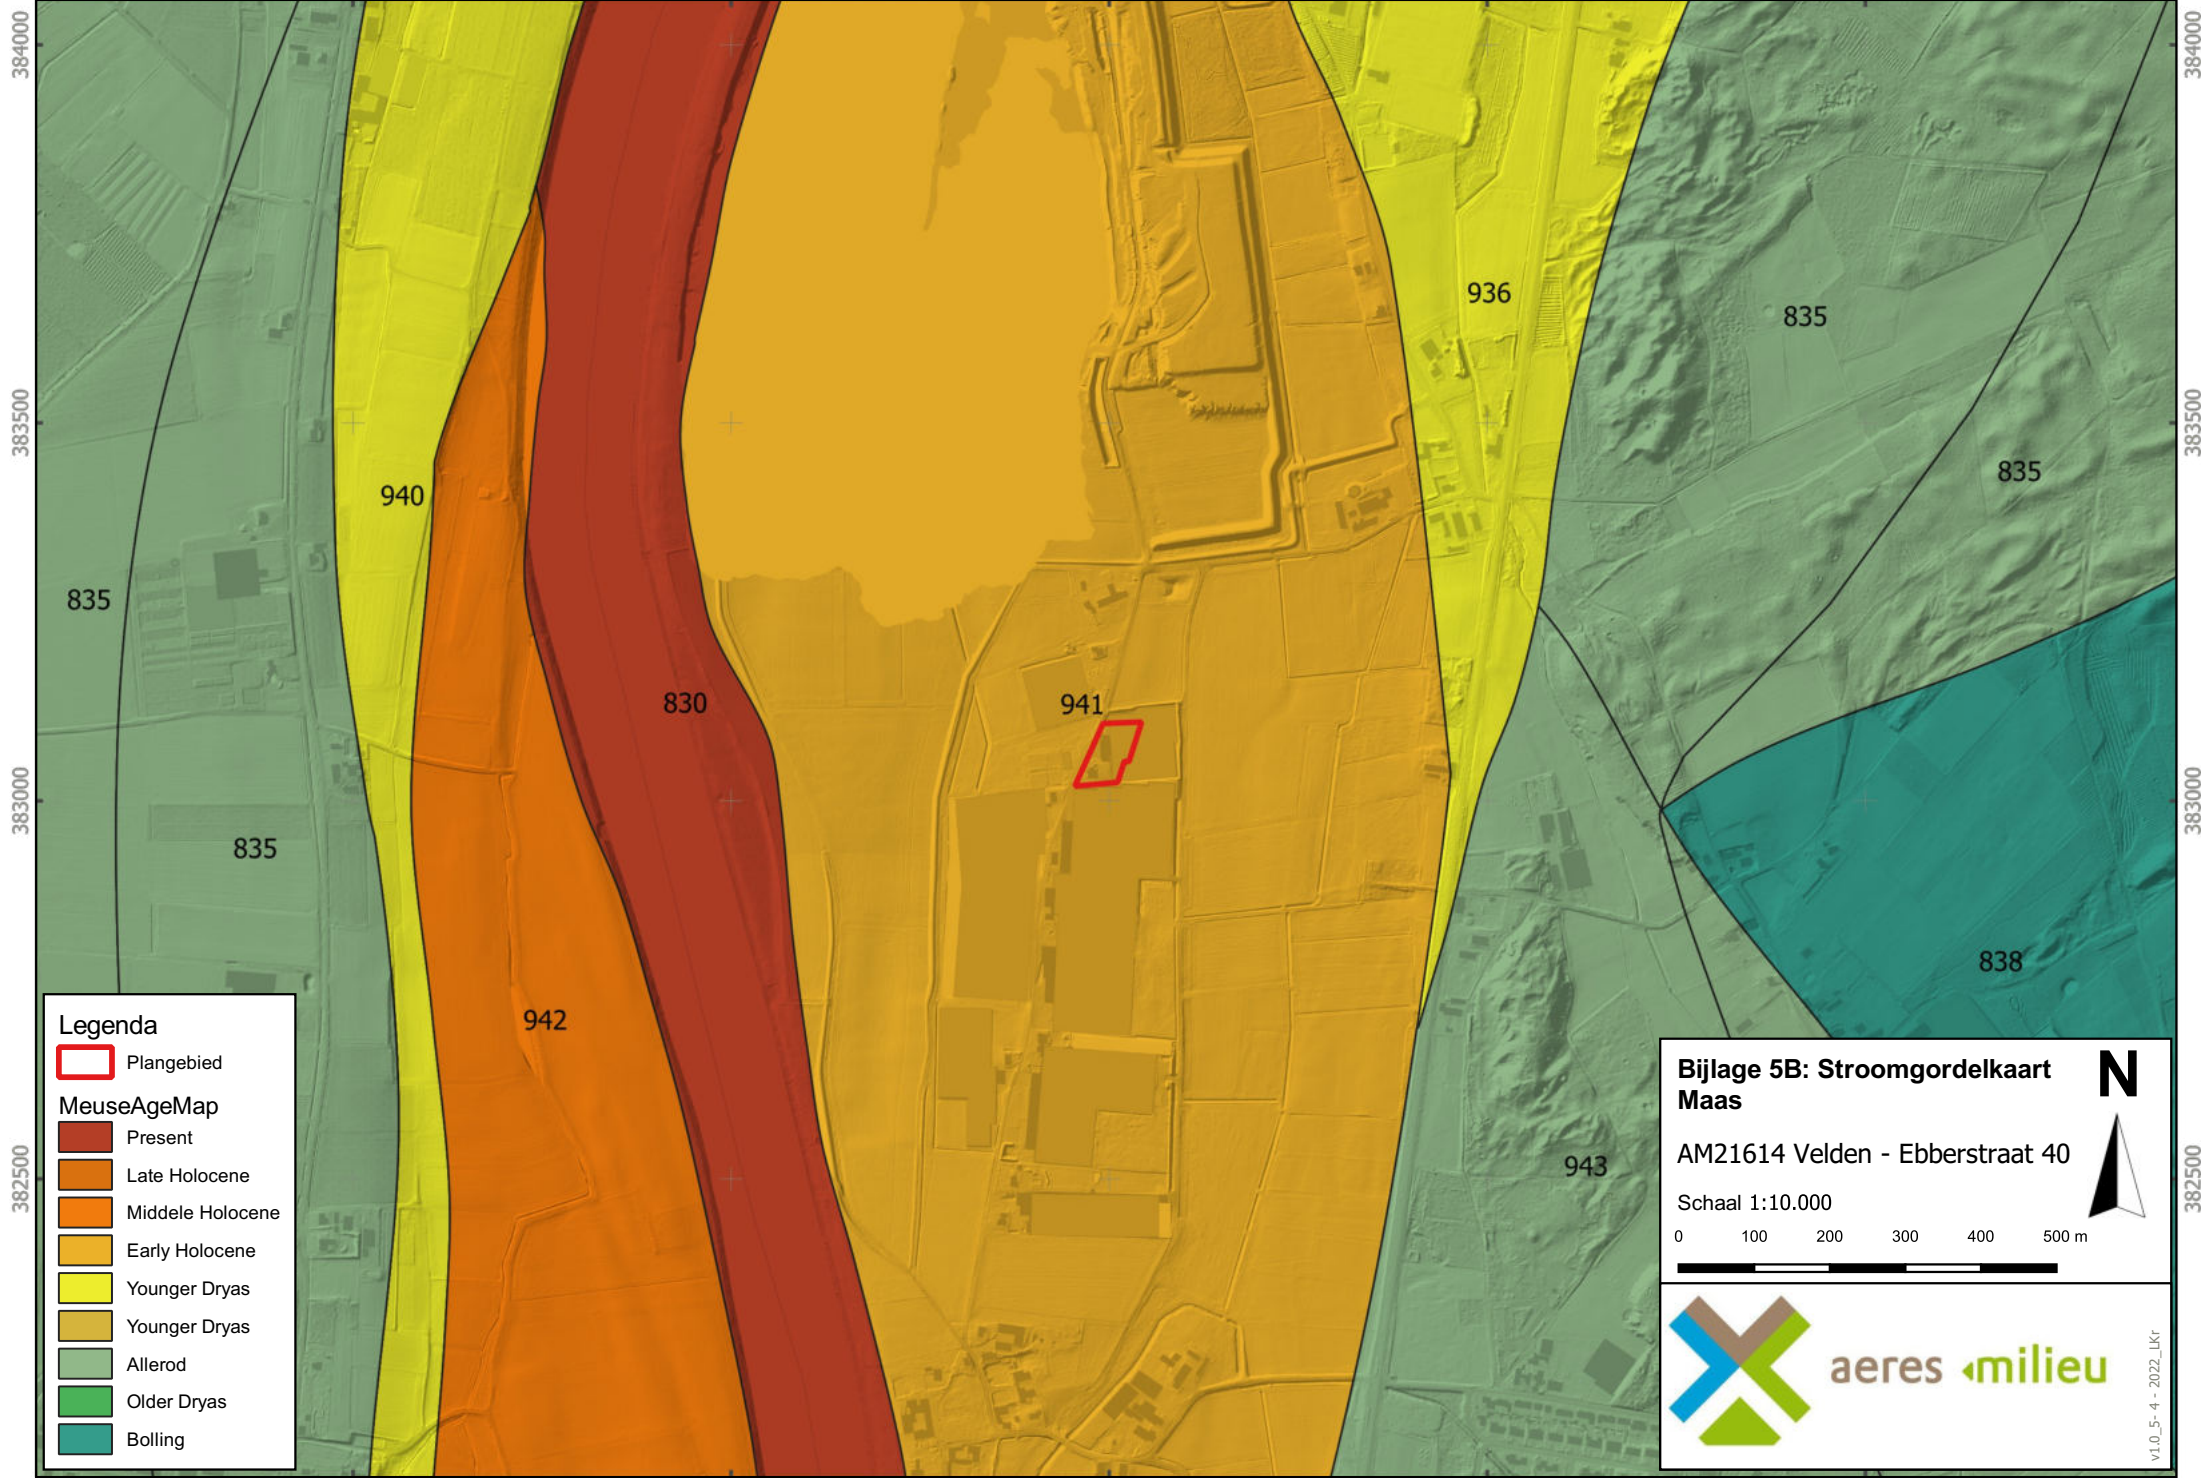 384000
384000
936
835
383500
383500
835
940
835
830
941
383000
383000
835
838
942
943
382500
382500
Legenda
Plangebied
MeuseAgeMap
Present
Late Holocene
Middele Holocene
Early Holocene
Younger Dryas
Younger Dryas
Allerod
Older Dryas
Bolling
Bijlage 5B: Stroomgordelkaart
Maas
N
AM21614 Velden - Ebberstraat 40
Schaal 1:10.000
0 100 200 300 400 500 m
aeres milieu
v1.0_5- 4 - 2022_LKr